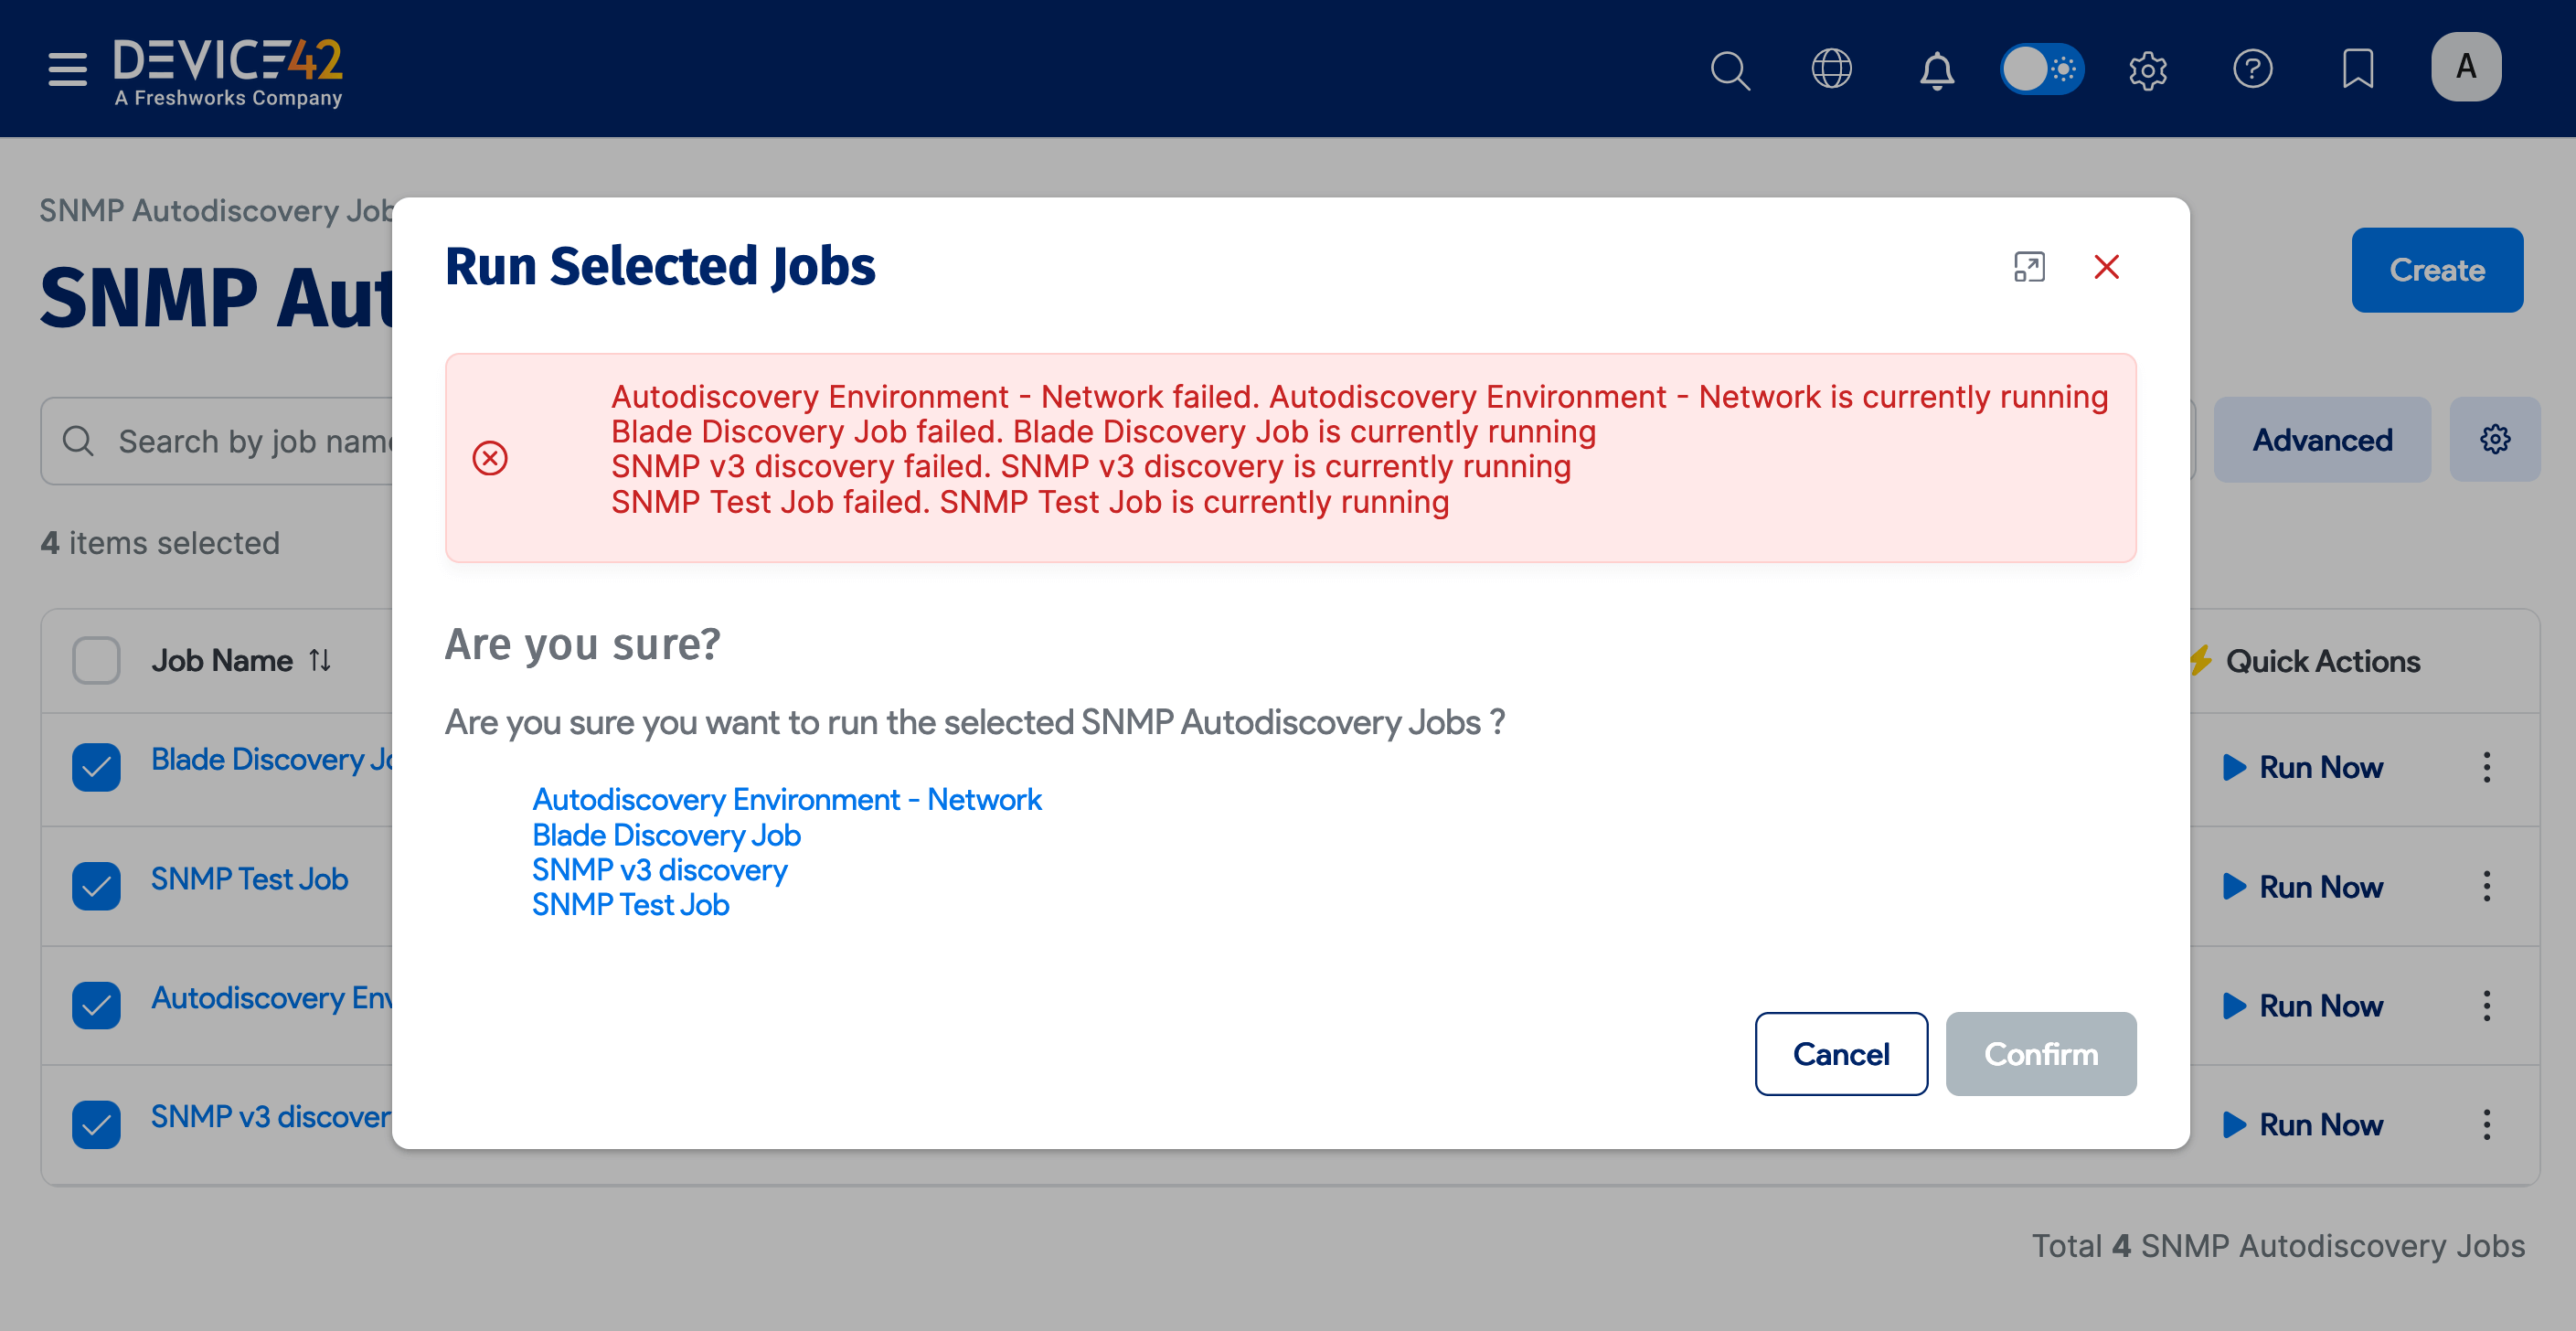 DEVICE42
A Freshworks Company
A
SNMP Autodiscovery Job
SNMP Aut
Create
Search by job name
Advanced
4 items selected
Job Name
Quick Actions
Blade Discovery Jo
Run Now
SNMP Test Job
Run Now
Autodiscovery Env
Run Now
SNMP v3 discover
Run Now
Total 4 SNMP Autodiscovery Jobs
Run Selected Jobs
Autodiscovery Environment - Network failed. Autodiscovery Environment - Network is currently running
Blade Discovery Job failed. Blade Discovery Job is currently running
SNMP v3 discovery failed. SNMP v3 discovery is currently running
SNMP Test Job failed. SNMP Test Job is currently running
Are you sure?
Are you sure you want to run the selected SNMP Autodiscovery Jobs ?
Autodiscovery Environment - Network
Blade Discovery Job
SNMP v3 discovery
SNMP Test Job
Cancel
Confirm